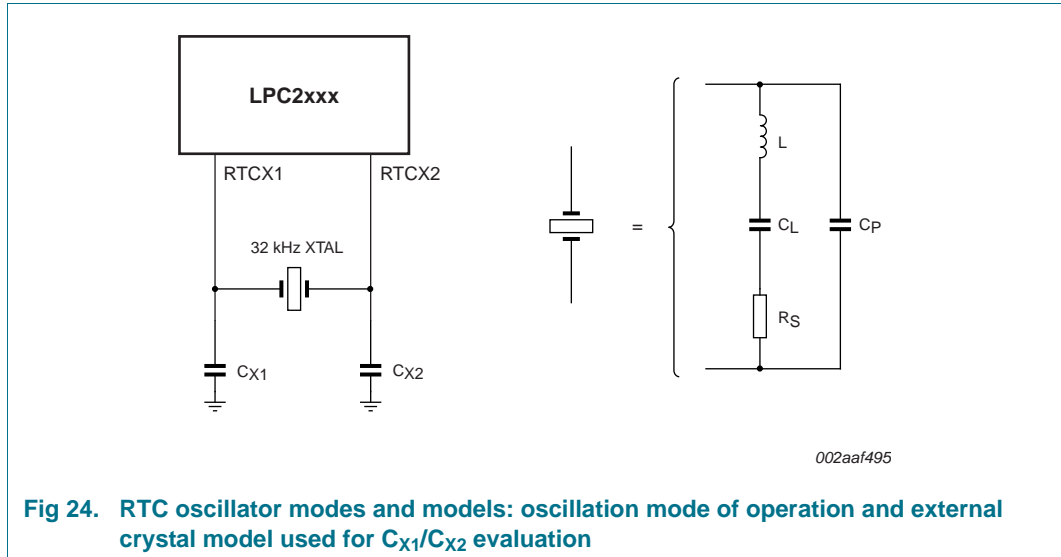 LPC2xxx
RTCX1
RTCX2
32 kHz XTAL
CX1
CX2
=
L
CL
CP
RS
002aaf495
Fig 24. RTC oscillator modes and models: oscillation mode of operation and external
crystal model used for CX1/CX2 evaluation